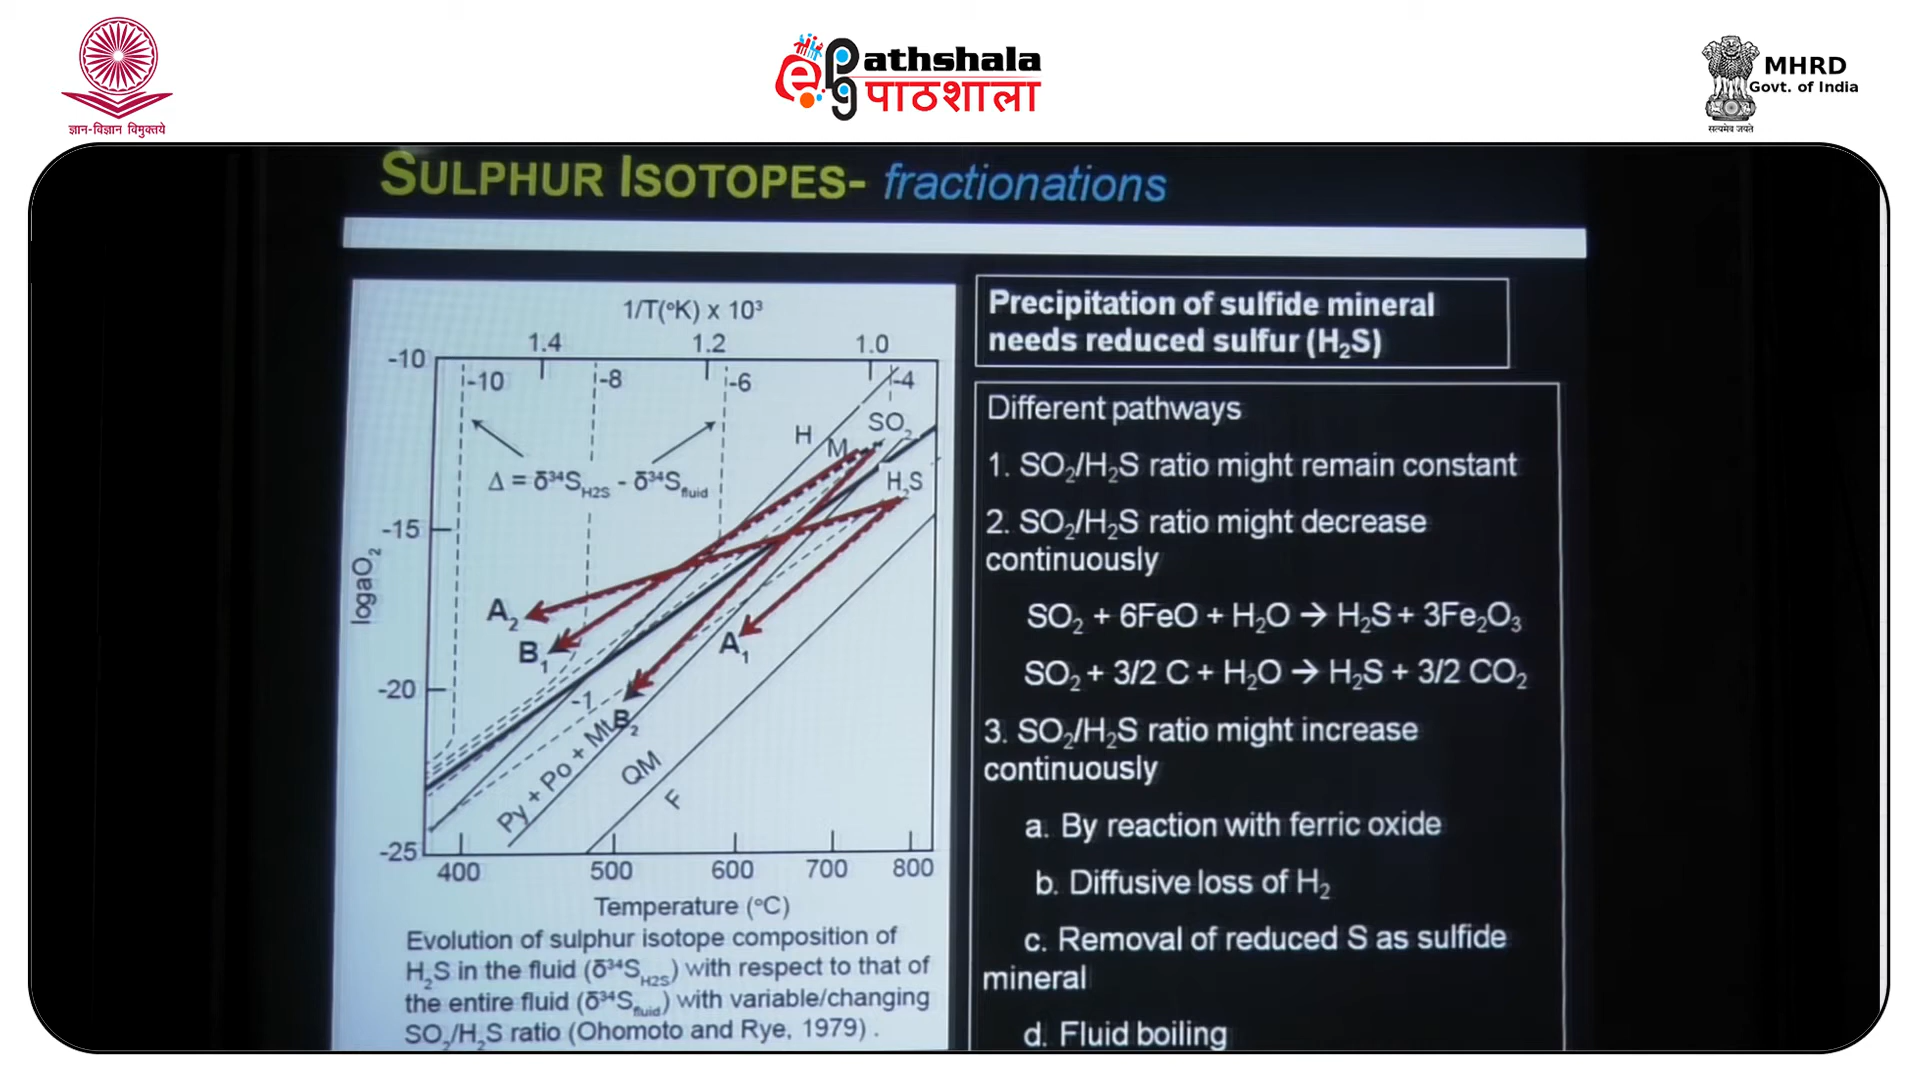 ज्ञान-विज्ञान विमुक्तये
ePg Pathshala
पाठशाला
MHRD
Govt. of India
सत्यमेव जयते
SULPHUR ISOTOPES- fractionations
1/T(°K) x 10³
1.4 1.2 1.0
-10
-10 -8 -6 -4
H M SO₂
Δ = δ³⁴S_H2S - δ³⁴S_fluid
H₂S
-15
logaO₂
A₂
B₁
A₁
-20
-1
B₂
Py + Po + Mt
QM
F
-25
400 500 600 700 800
Temperature (°C)
Evolution of sulphur isotope composition of
H₂S in the fluid (δ³⁴S_H2S) with respect to that of
the entire fluid (δ³⁴S_fluid) with variable/changing
SO₂/H₂S ratio (Ohomoto and Rye, 1979) .
Precipitation of sulfide mineral
needs reduced sulfur (H₂S)
Different pathways
1. SO₂/H₂S ratio might remain constant
2. SO₂/H₂S ratio might decrease
continuously
SO₂ + 6FeO + H₂O → H₂S + 3Fe₂O₃
SO₂ + 3/2 C + H₂O → H₂S + 3/2 CO₂
3. SO₂/H₂S ratio might increase
continuously
a. By reaction with ferric oxide
b. Diffusive loss of H₂
c. Removal of reduced S as sulfide
mineral
d. Fluid boiling